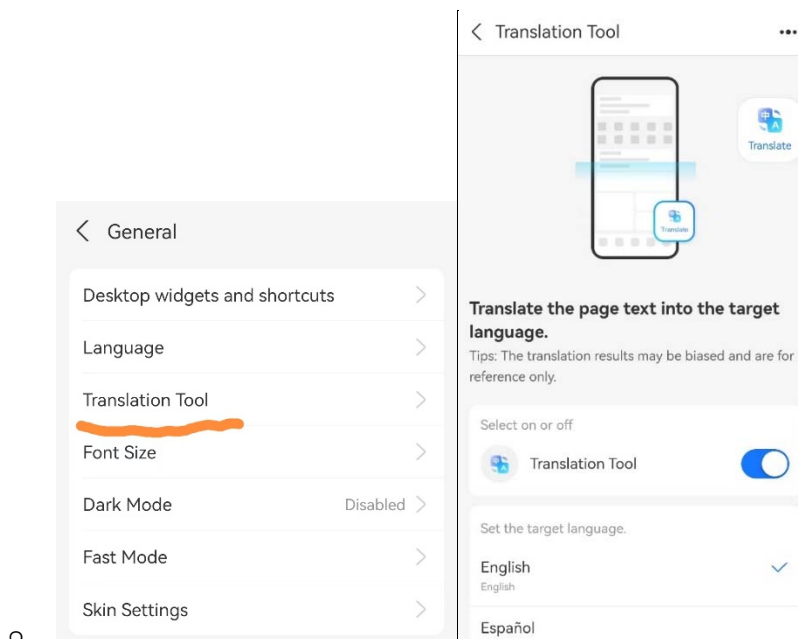 General
Desktop widgets and shortcuts
Language
Translation Tool
Font Size
Dark Mode Disabled
Fast Mode
Skin Settings
Translation Tool
中 A
Translate
Translate
Translate the page text into the target
language.
Tips: The translation results may be biased and are for
reference only.
Select on or off
Translation Tool
Set the target language.
English
English
Español